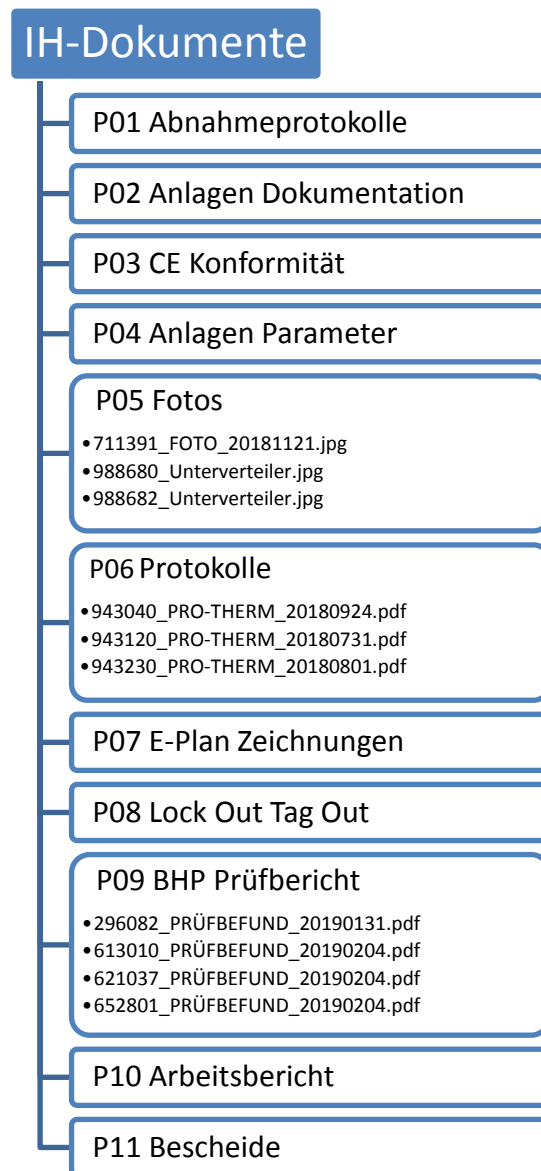 IH-Dokumente
P01 Abnahmeprotokolle
P02 Anlagen Dokumentation
P03 CE Konformität
P04 Anlagen Parameter
P05 Fotos
•711391_FOTO_20181121.jpg
•988680_Unterverteiler.jpg
•988682_Unterverteiler.jpg
P06 Protokolle
•943040_PRO-THERM_20180924.pdf
•943120_PRO-THERM_20180731.pdf
•943230_PRO-THERM_20180801.pdf
P07 E-Plan Zeichnungen
P08 Lock Out Tag Out
P09 BHP Prüfbericht
•296082_PRÜFBEFUND_20190131.pdf
•613010_PRÜFBEFUND_20190204.pdf
•621037_PRÜFBEFUND_20190204.pdf
•652801_PRÜFBEFUND_20190204.pdf
P10 Arbeitsbericht
P11 Bescheide